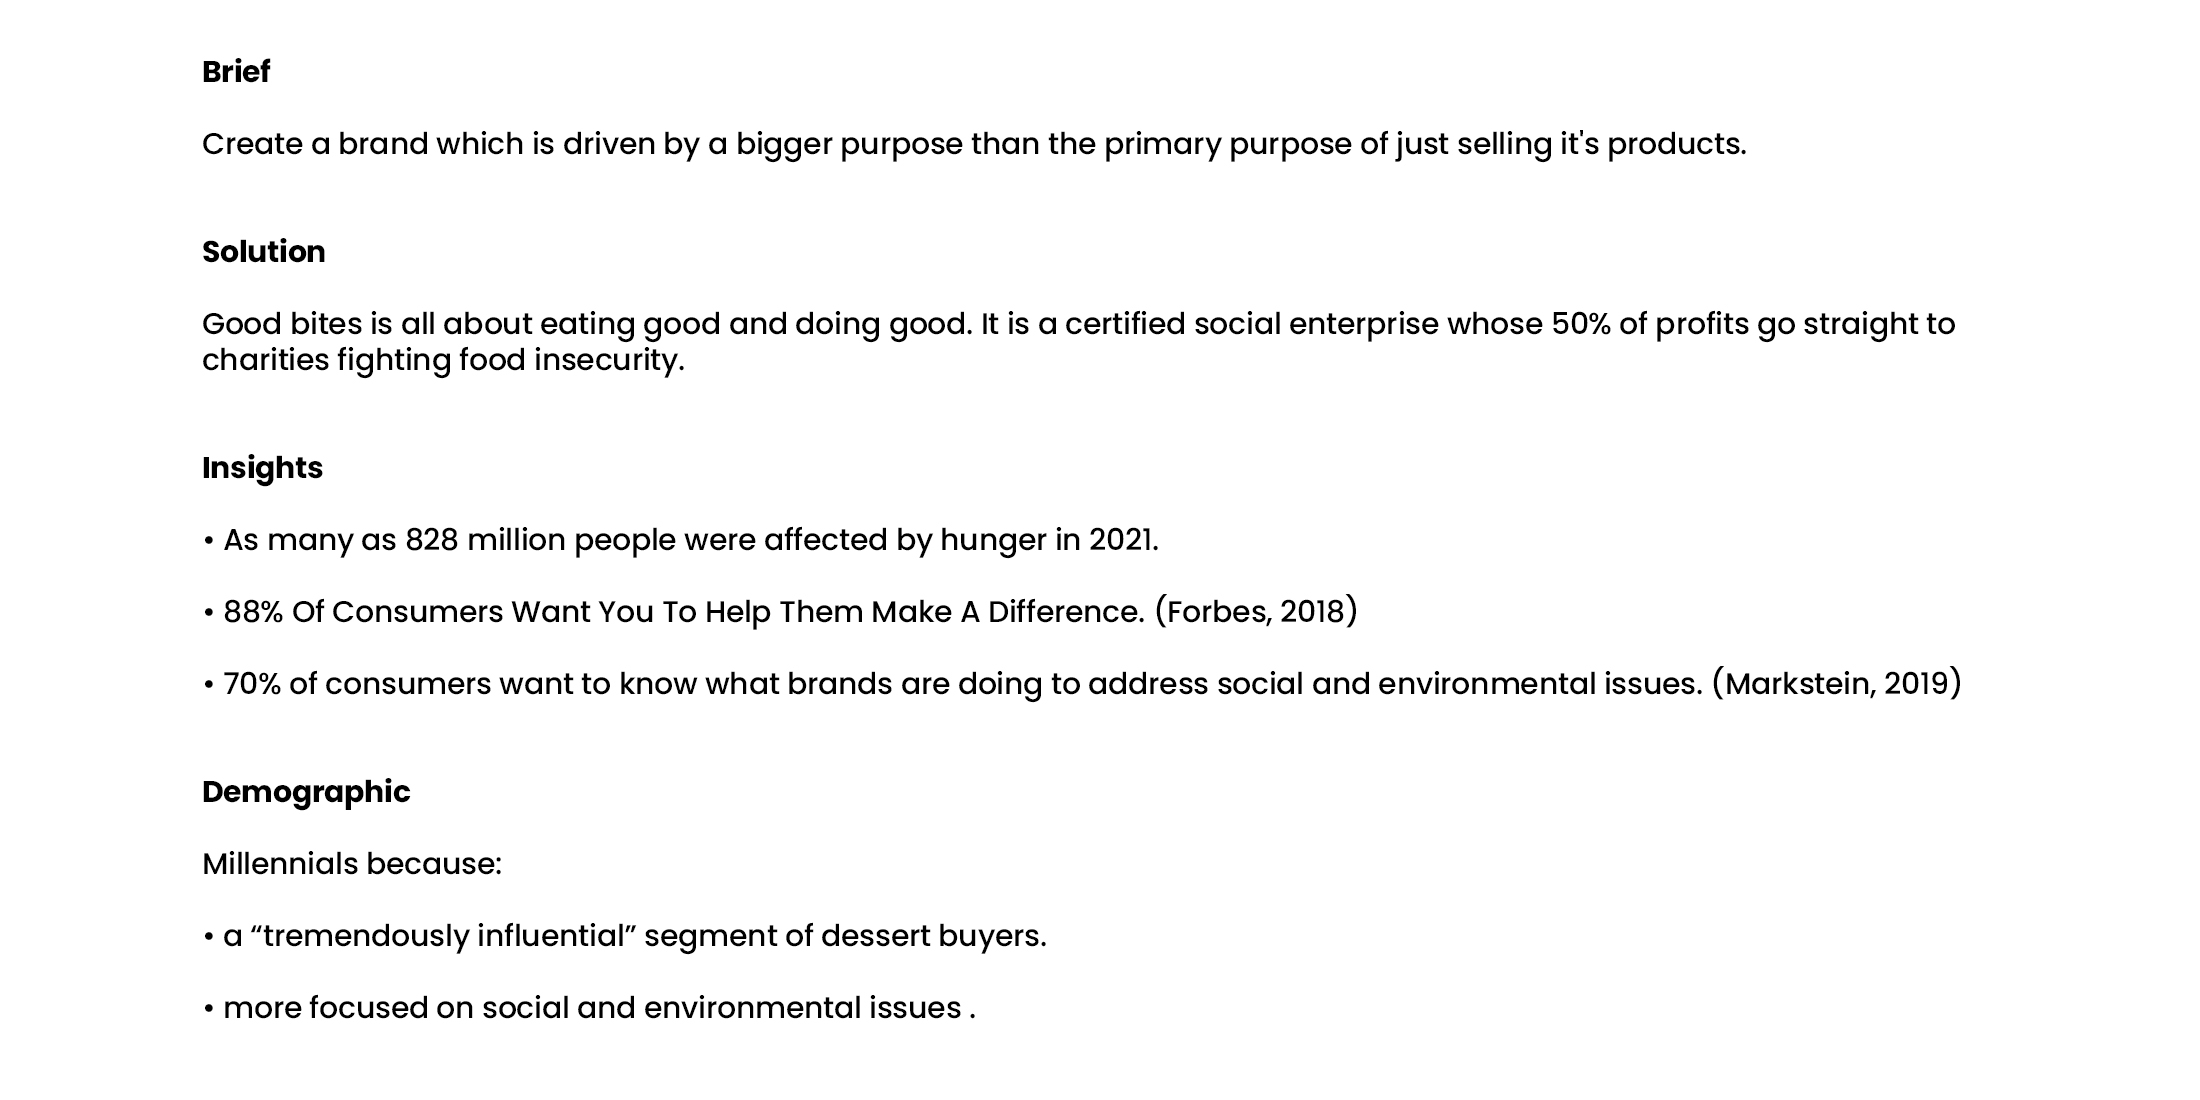 Brief
Create a brand which is driven by a bigger purpose than the primary purpose of just selling it's products.
Solution
Good bites is all about eating good and doing good. It is a certified social enterprise whose 50% of profits go straight to
charities fighting food insecurity.
Insights
• As many as 828 million people were affected by hunger in 2021.
• 88% Of Consumers Want You To Help Them Make A Difference. (Forbes, 2018)
• 70% of consumers want to know what brands are doing to address social and environmental issues. (Markstein, 2019)
Demographic
Millennials because:
• a “tremendously influential” segment of dessert buyers.
• more focused on social and environmental issues .